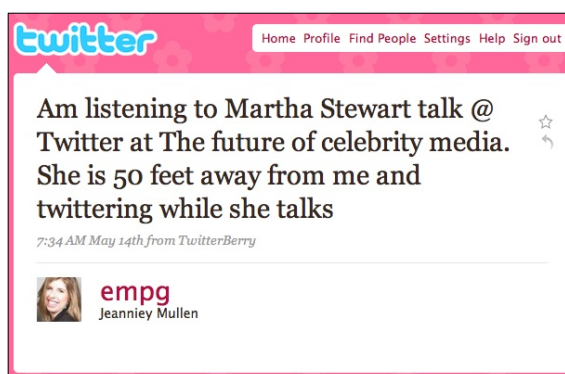 twitter
Home Profile Find People Settings Help Sign out
Am listening to Martha Stewart talk @
Twitter at The future of celebrity media.
She is 50 feet away from me and
twittering while she talks
7:34 AM May 14th from TwitterBerry
empg
Jeanniey Mullen